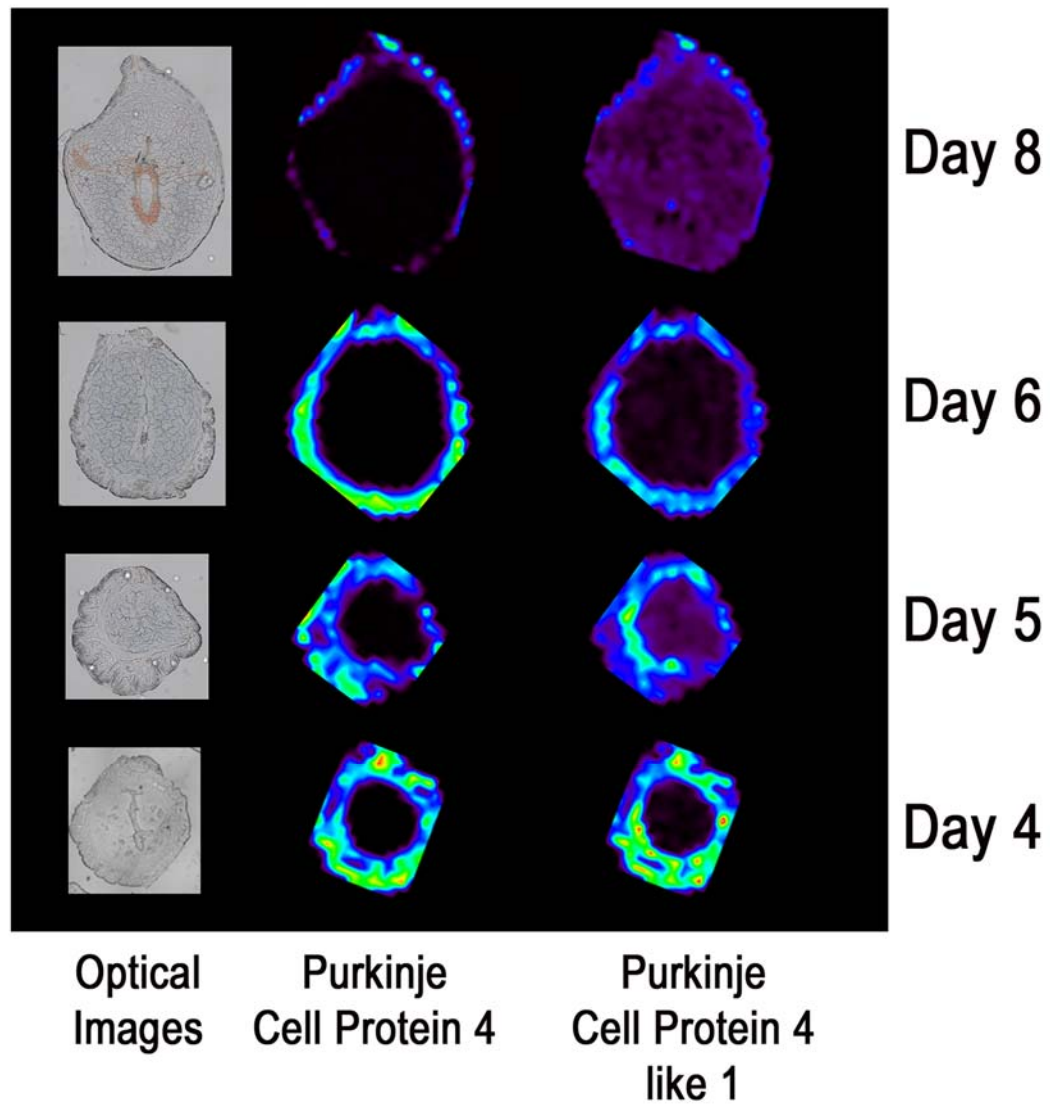 Day 8
Day 6
Day 5
Day 4
Optical
Images
Purkinje
Cell Protein 4
Purkinje
Cell Protein 4
like 1